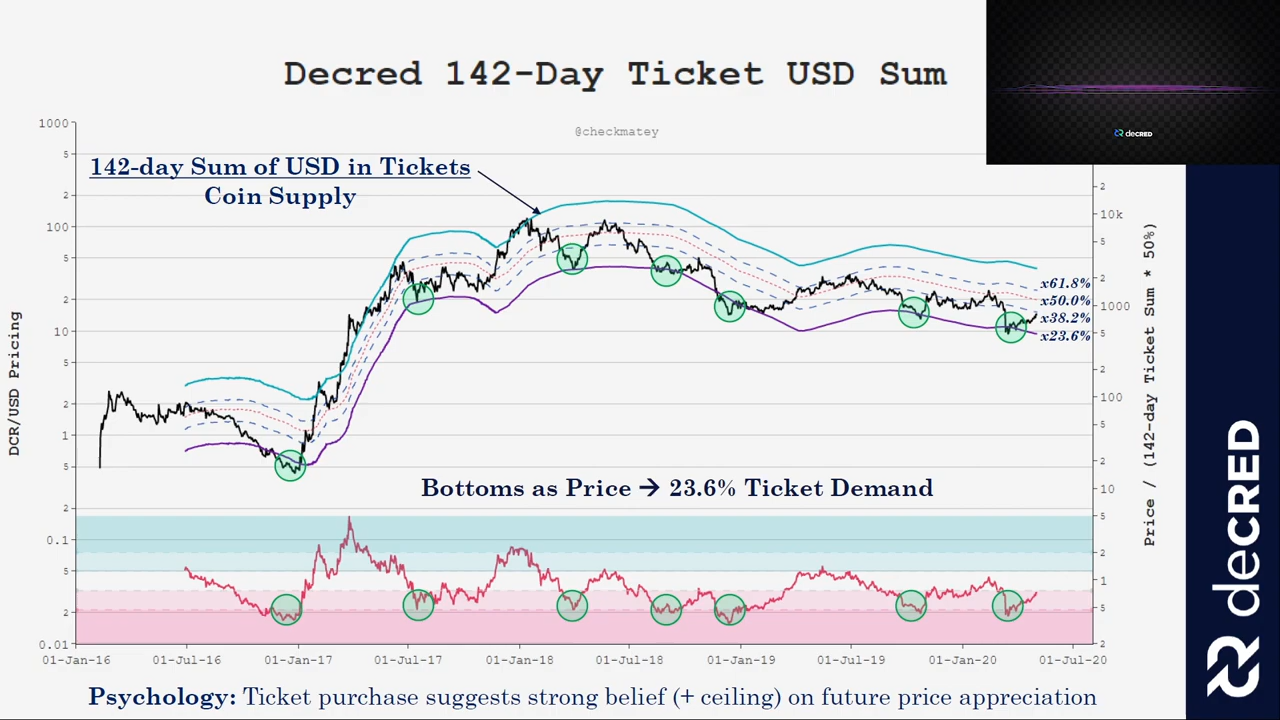 Decred 142-Day Ticket USD Sum
decRED
@checkmatey
142-day Sum of USD in Tickets
Coin Supply
1000
5
2
100
5
2
10
5
2
1
5
2
0.1
5
2
0.01
DCR/USD Pricing
2
10k
5
2
1000
5
2
100
5
2
10
5
2
1
5
2
Price / (142-day Ticket Sum * 50%)
x61.8%
x50.0%
x38.2%
x23.6%
Bottoms as Price → 23.6% Ticket Demand
01-Jan-16
01-Jul-16
01-Jan-17
01-Jul-17
01-Jan-18
01-Jul-18
01-Jan-19
01-Jul-19
01-Jan-20
01-Jul-20
Psychology: Ticket purchase suggests strong belief (+ ceiling) on future price appreciation
decRED